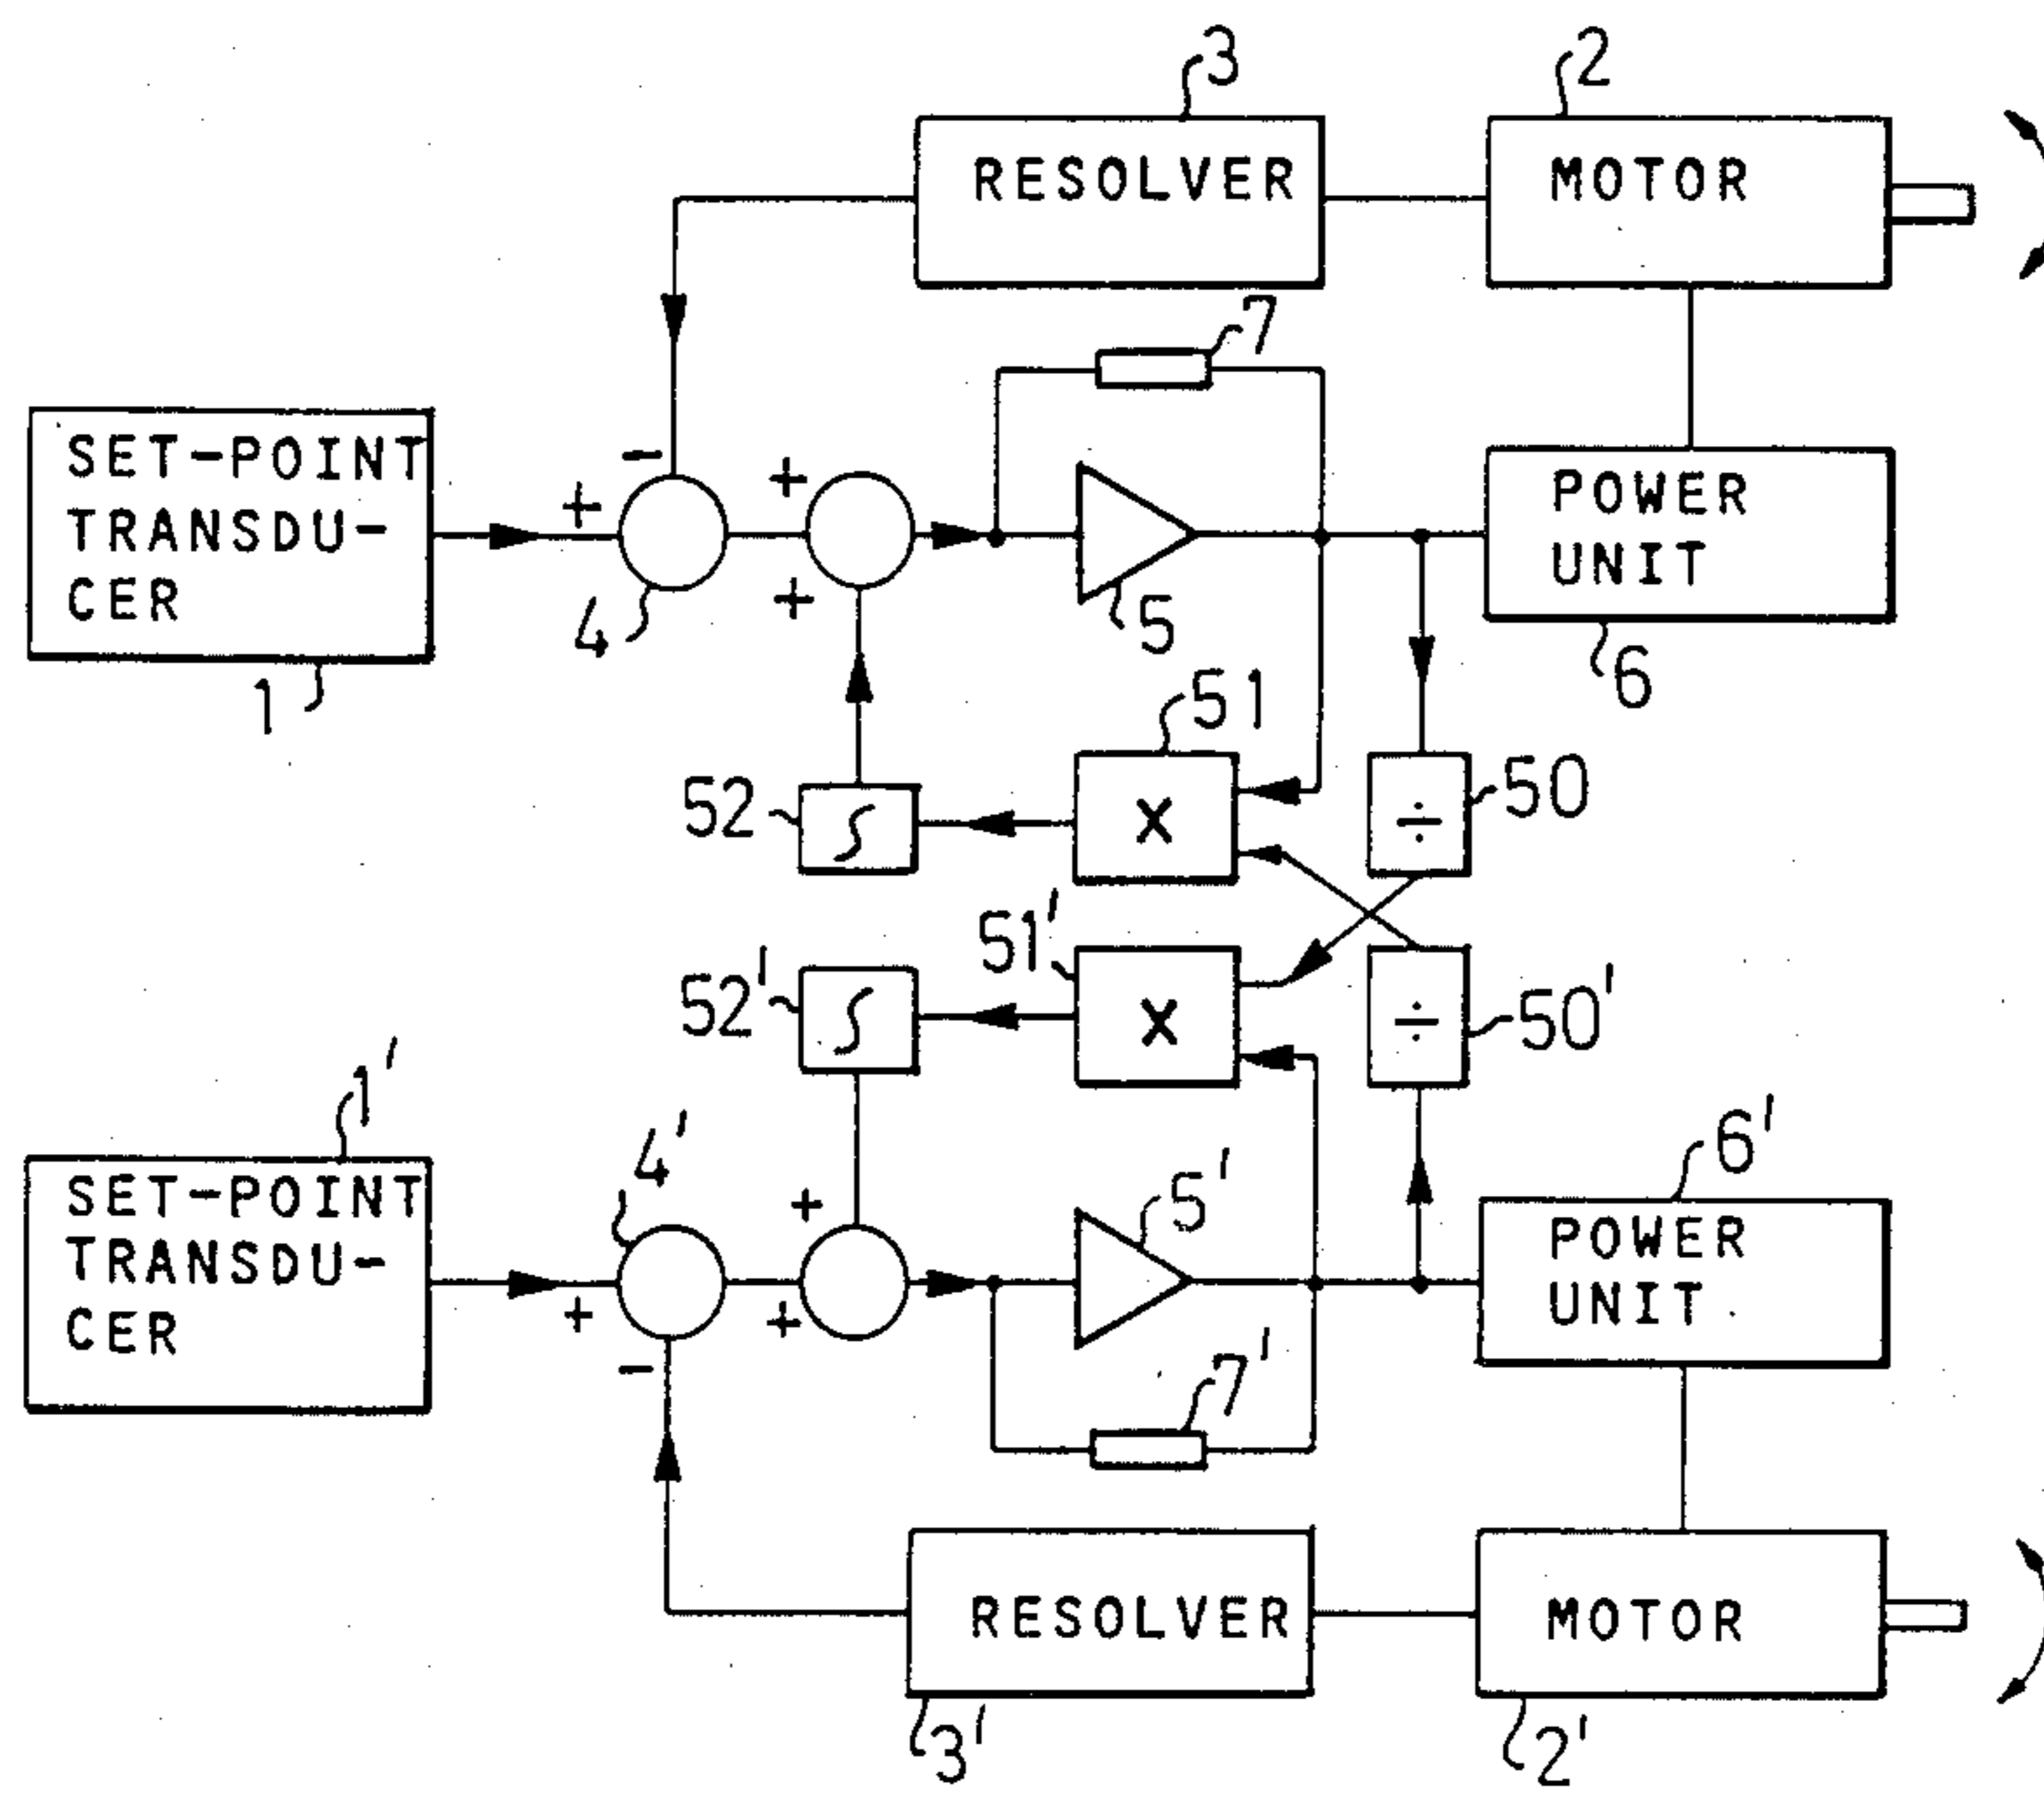 3
2
RESOLVER
MOTOR
7
SET-POINT
TRANSDU-
CER
-
+
+
+
POWER
UNIT
4
5
1
6
51
50
52
∫
X
÷
51'
52'
∫
X
÷
50'
1'
4'
6'
SET-POINT
TRANSDU-
CER
+
5'
POWER
UNIT
+
+
-
7'
RESOLVER
MOTOR
3'
2'